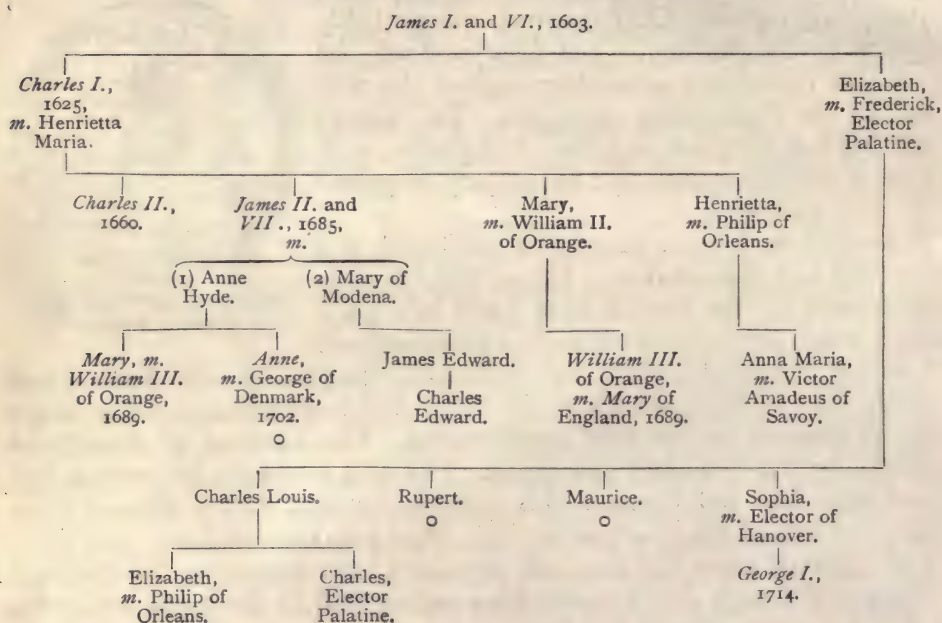 James I. and VI., 1603.
Charles I.,
1625,
m. Henrietta
Maria.
Elizabeth,
m. Frederick,
Elector
Palatine.
Charles II.,
1660.
James II. and
VII., 1685,
m.
Mary,
m. William II.
of Orange.
Henrietta,
m. Philip of
Orleans.
(1) Anne
Hyde.
(2) Mary of
Modena.
Mary, m.
William III.
of Orange,
1689.
Anne,
m. George of
Denmark,
1702.
o
James Edward.
Charles
Edward.
William III.
of Orange,
m. Mary of
England, 1689.
Anna Maria,
m. Victor
Amadeus of
Savoy.
Charles Louis.
Rupert.
o
Maurice.
o
Sophia,
m. Elector of
Hanover.
Elizabeth,
m. Philip of
Orleans.
Charles,
Elector
Palatine.
George I.,
1714.